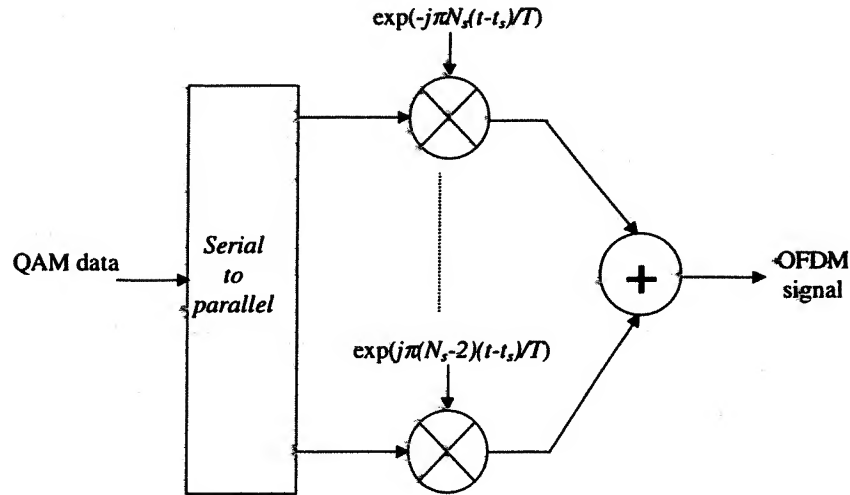 exp(-jπN_s(t-t_s)/T)
QAM data
Serial
to
parallel
+
OFDM
signal
exp(jπ(N_s-2)(t-t_s)/T)